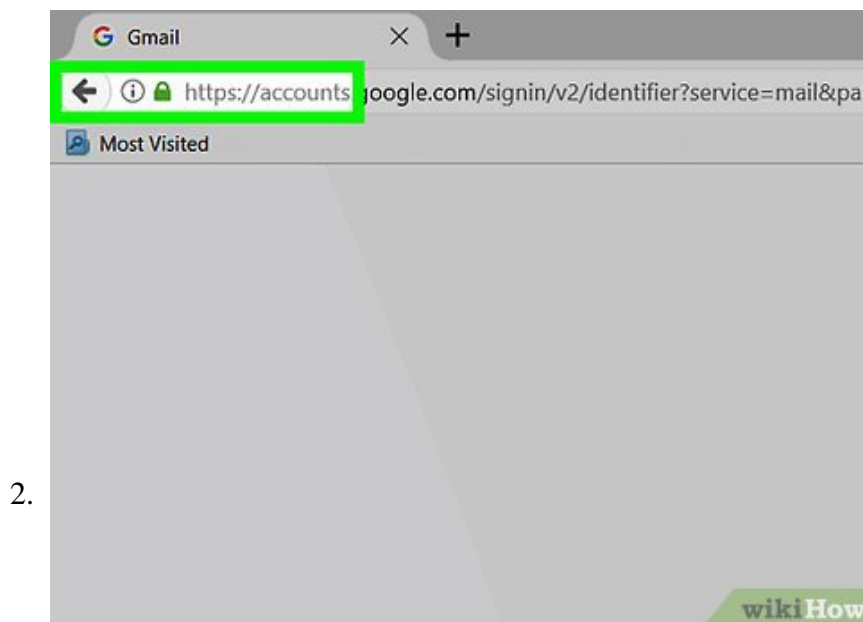 Gmail
https://accounts.google.com/signin/v2/identifier?service=mail&pa
Most Visited
2.
wikiHow